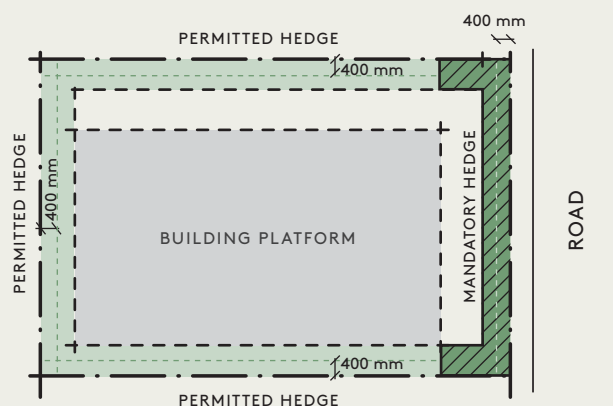 400 mm
PERMITTED HEDGE
400 mm
PERMITTED HEDGE
400 mm
BUILDING PLATFORM
MANDATORY HEDGE
ROAD
400 mm
PERMITTED HEDGE